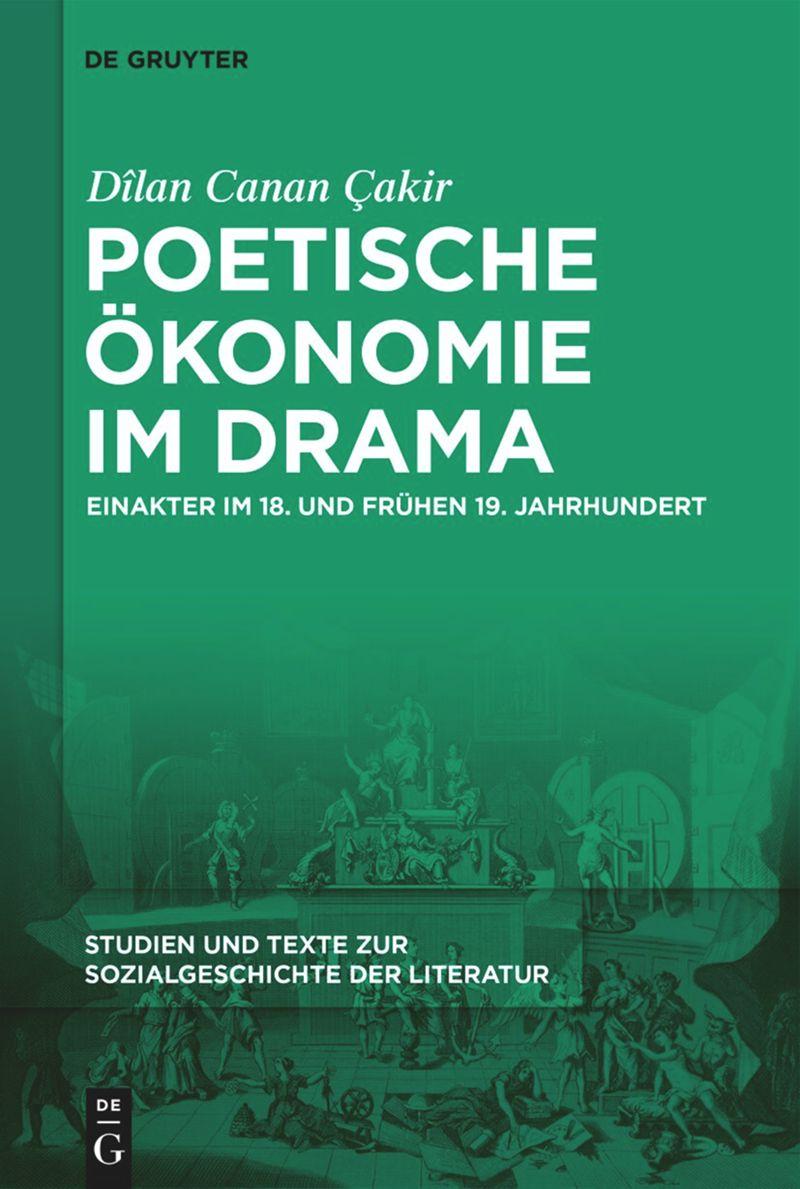 DE GRUYTER
Dîlan Canan Çakir
POETISCHE
ÖKONOMIE
IM DRAMA
EINAKTER IM 18. UND FRÜHEN 19. JAHRHUNDERT
STUDIEN UND TEXTE ZUR
SOZIALGESCHICHTE DER LITERATUR
DE
G